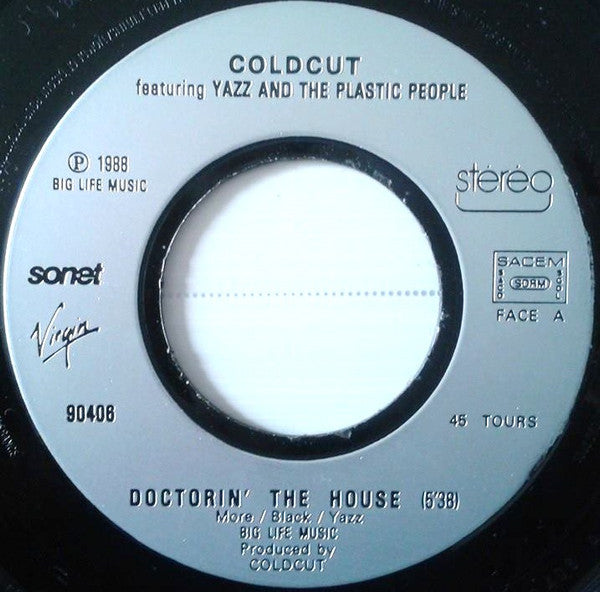 COLDCUT
featuring YAZZ AND THE PLASTIC PEOPLE
℗ 1988
BIG LIFE MUSIC
stéréo
sonet
Virgin
SACEM
SDRM
FACE A
90406
45 TOURS
DOCTORIN' THE HOUSE (5'38)
More / Black / Yazz
BIG LIFE MUSIC
Produced by
COLDCUT